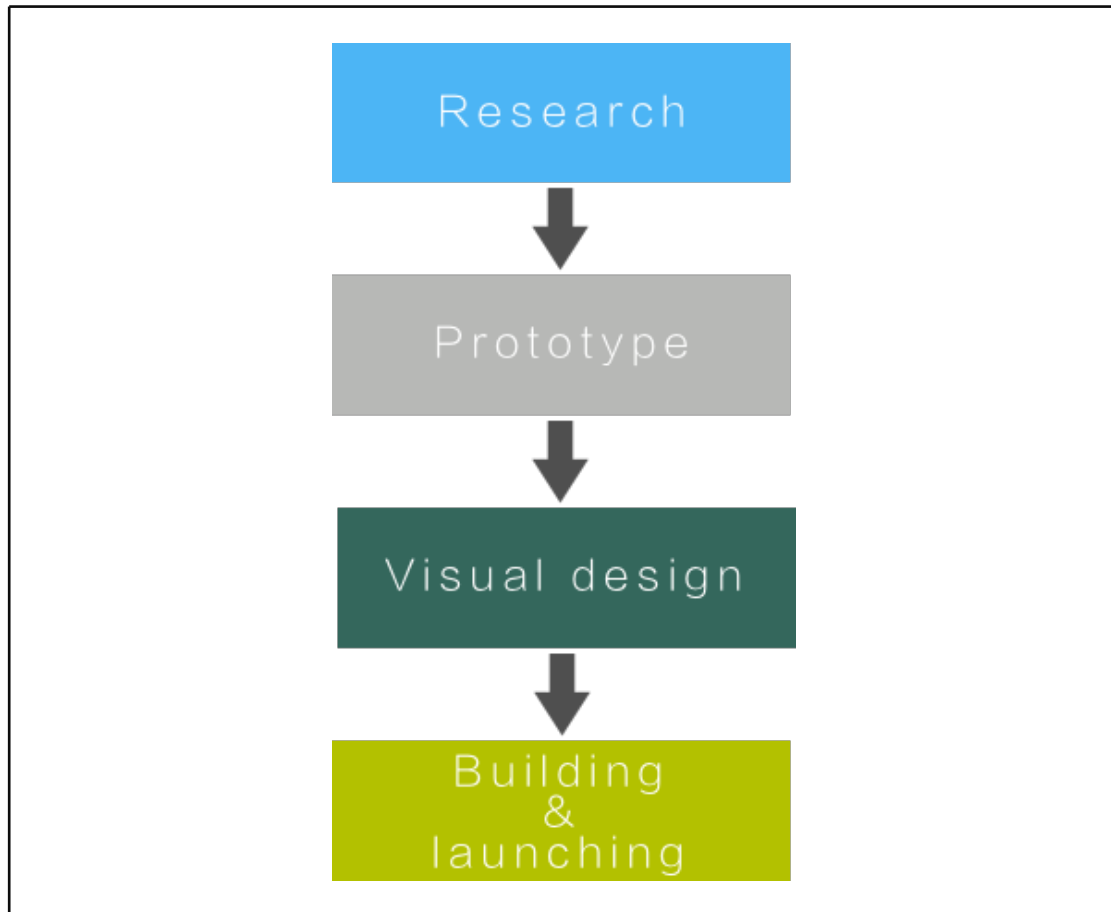 Research
Prototype
Visual design
Building
&
launching